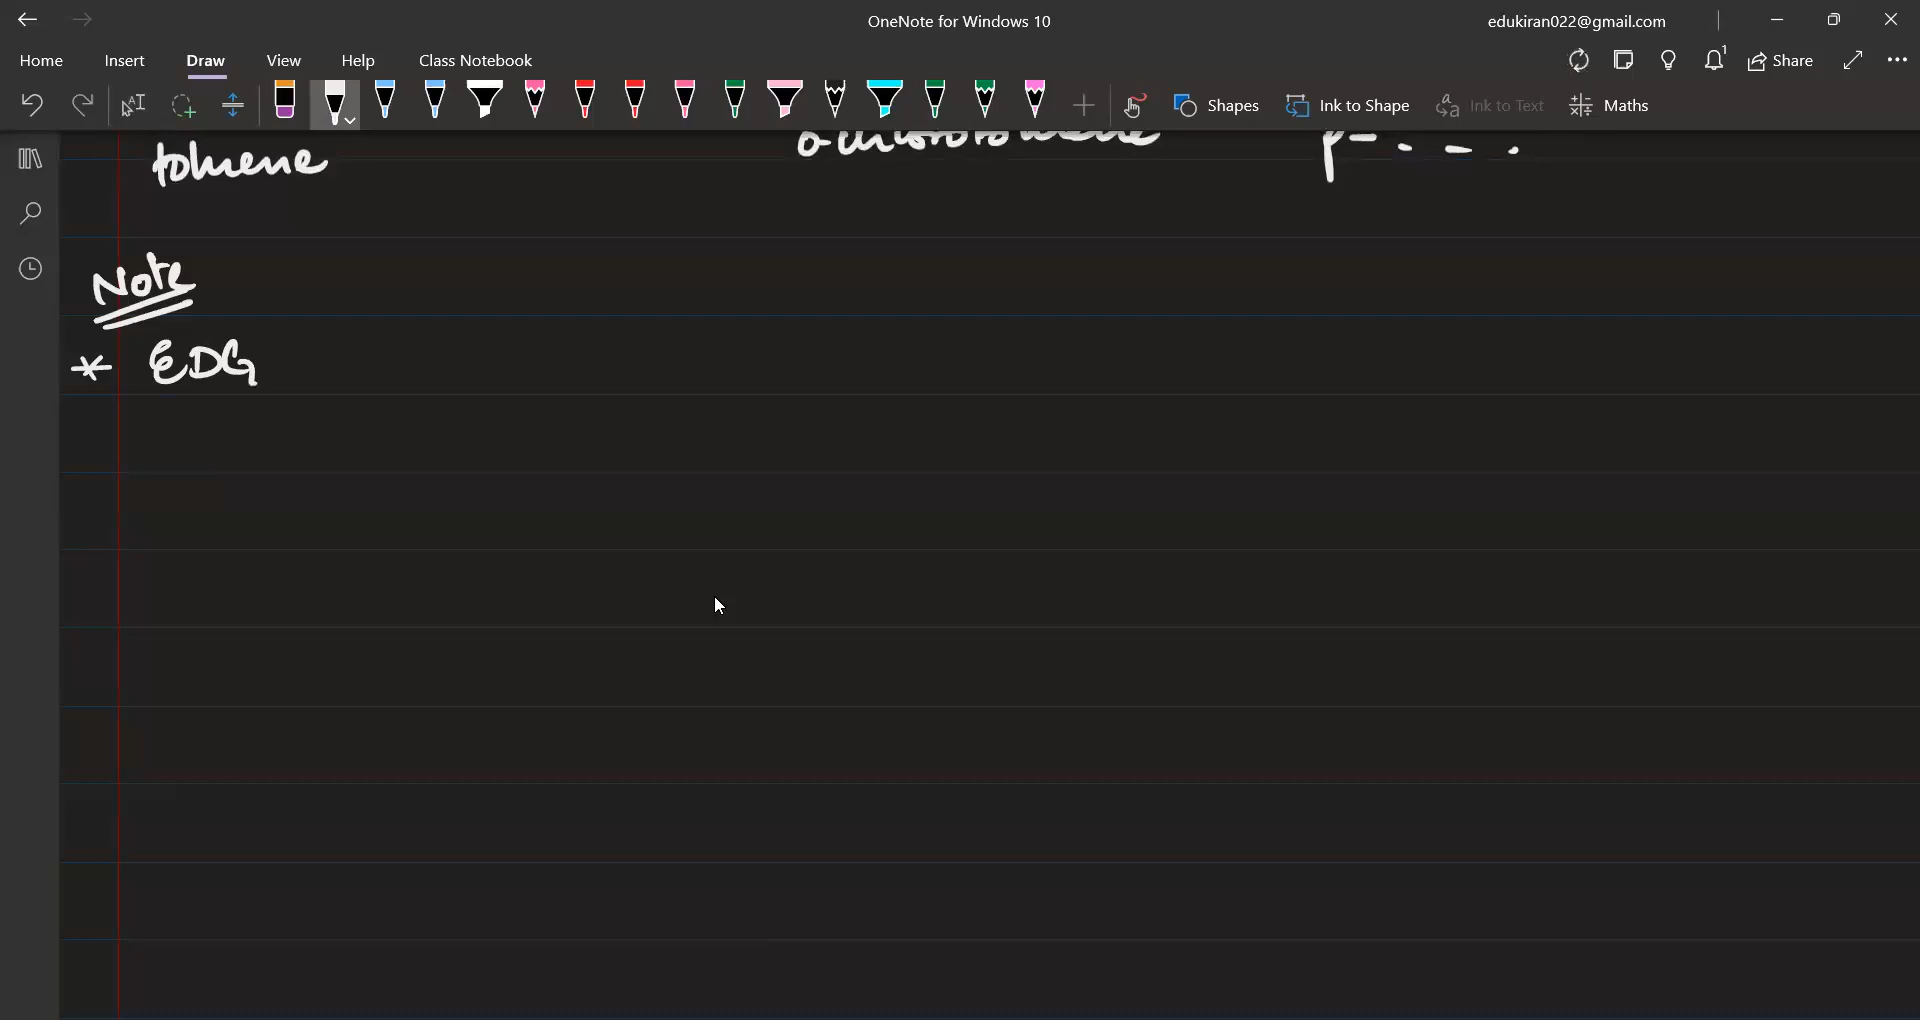 OneNote for Windows 10
edukiran022@gmail.com
Home Insert Draw View Help Class Notebook
1
Share
Shapes Ink to Shape Ink to Text Maths
toluene
p- . - .
Note
* EDG